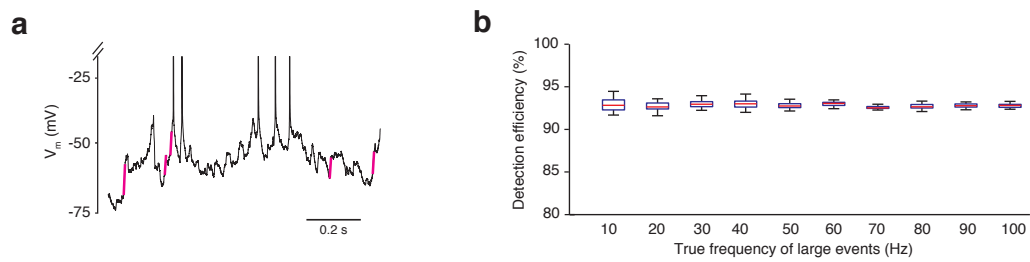 a
-25
-50
-75
Vm (mV)
0.2 s
b
100
95
90
85
80
Detection efficiency (%)
10 20 30 40 50 60 70 80 90 100
True frequency of large events (Hz)